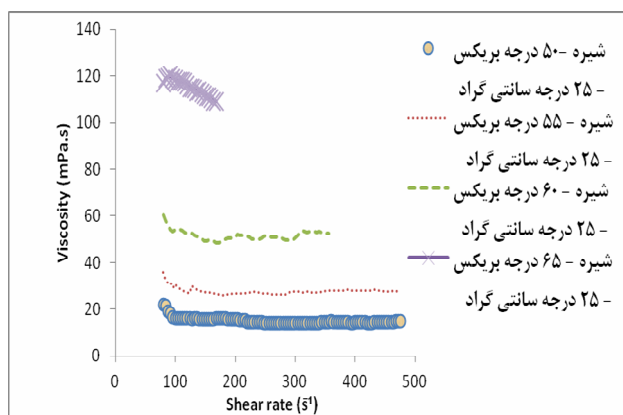 140
120
100
80
60
40
20
0
Viscosity (mPa.s)
0 100 200 300 400 500
Shear rate (s̄¹)
شیره -۵۰ درجه بریکس
- ۲۵ درجه سانتی گراد
شیره -۵۵ درجه بریکس
- ۲۵ درجه سانتی گراد
شیره -۶۰ درجه بریکس
- ۲۵ درجه سانتی گراد
شیره -۶۵ درجه بریکس
- ۲۵ درجه سانتی گراد